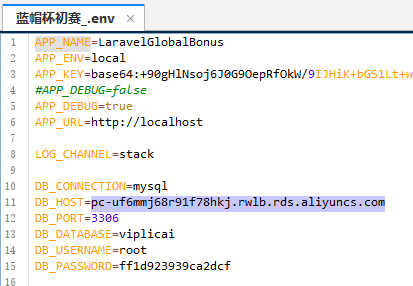 蓝帽杯初赛_.env ×
1 APP_NAME=LaravelGlobalBonus
2 APP_ENV=local
3 APP_KEY=base64:+90gHlNsoj6J0G9OepRfOkW/9IJHiK+bGS1Lt+w
4 #APP_DEBUG=false
5 APP_DEBUG=true
6 APP_URL=http://localhost
7
8 LOG_CHANNEL=stack
9
10 DB_CONNECTION=mysql
11 DB_HOST=pc-uf6mmj68r91f78hkj.rwlb.rds.aliyuncs.com
12 DB_PORT=3306
13 DB_DATABASE=viplicai
14 DB_USERNAME=root
15 DB_PASSWORD=ff1d923939ca2dcf